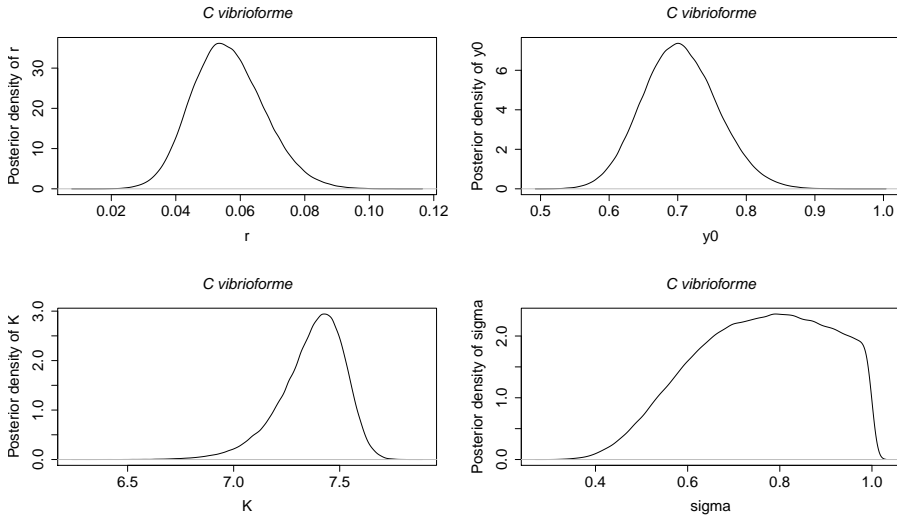 C vibrioforme
Posterior density of r
0 10 20 30
0.02 0.04 0.06 0.08 0.10 0.12
r
C vibrioforme
Posterior density of y0
0 2 4 6
0.5 0.6 0.7 0.8 0.9 1.0
y0
C vibrioforme
Posterior density of K
0.0 1.0 2.0 3.0
6.5 7.0 7.5
K
C vibrioforme
Posterior density of sigma
0.0 1.0 2.0
0.4 0.6 0.8 1.0
sigma